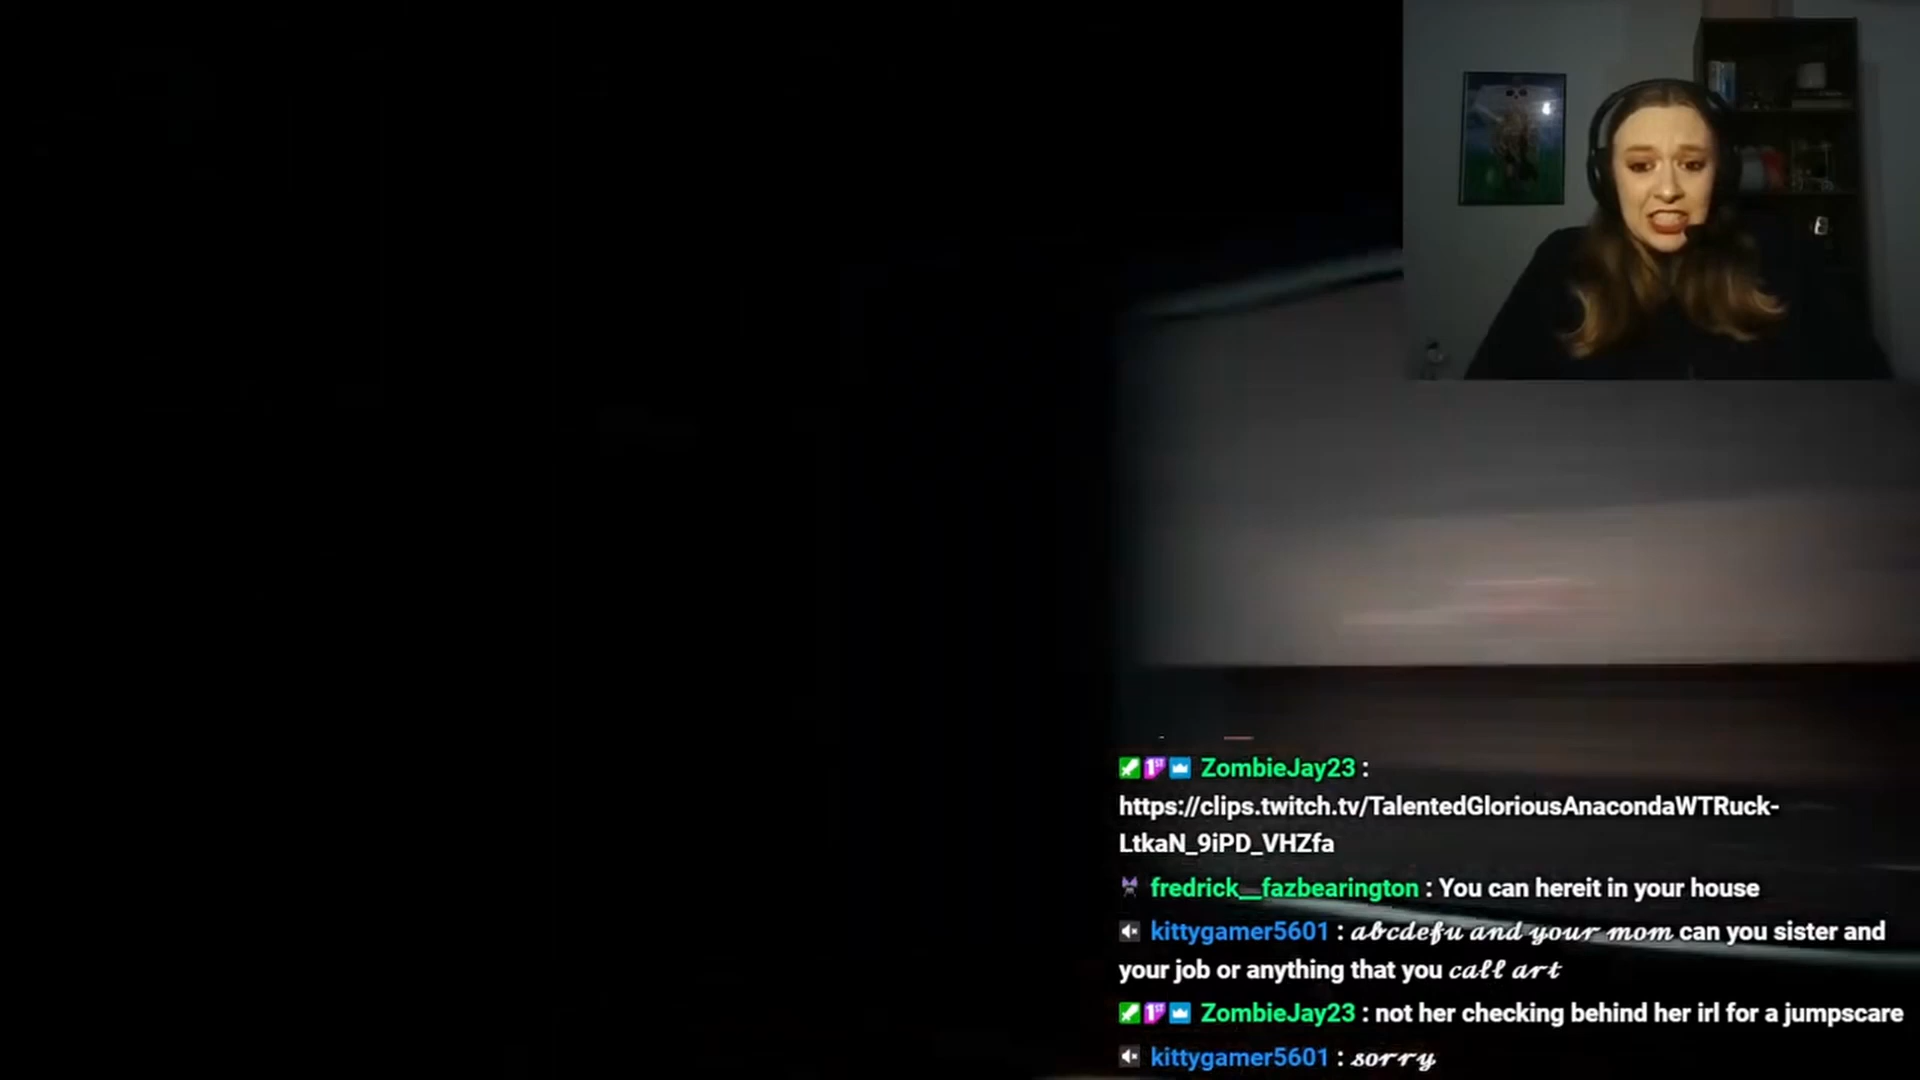 ZombieJay23 :
https://clips.twitch.tv/TalentedGloriousAnacondaWTRuck-
LtkaN_9iPD_VHZfa
fredrick__fazbearington : You can hereit in your house
kittygamer5601 : 𝓪𝓫𝓬𝓭𝓮𝓯𝓾 𝓪𝓷𝓭 𝔂𝓸𝓾𝓻 𝓶𝓸𝓶 can you sister and
your job or anything that you 𝓬𝓪𝓵𝓵 𝓪𝓻𝓽
ZombieJay23 : not her checking behind her irl for a jumpscare
kittygamer5601 : 𝓼𝓸𝓻𝓻𝔂